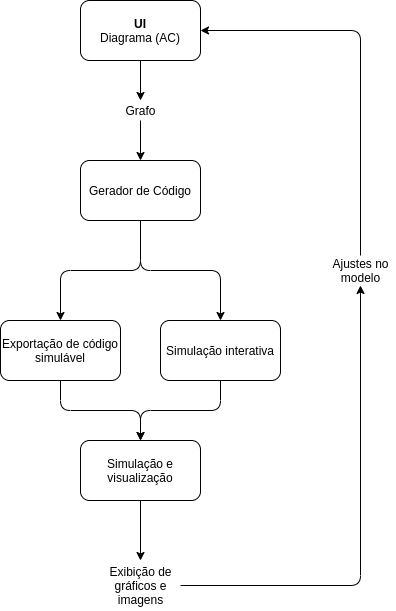 UI
Diagrama (AC)
Grafo
Gerador de Código
Ajustes no
modelo
Exportação de código
simulável
Simulação interativa
Simulação e
visualização
Exibição de
gráficos e
imagens